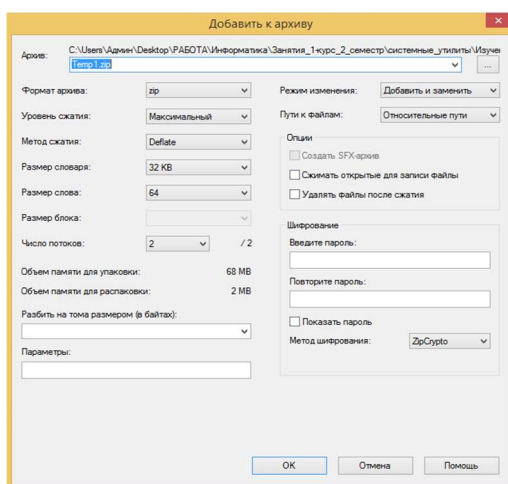 Добавить к архиву
Архив:
C:\Users\Админ\Desktop\РАБОТА\Информатика\Занятия_1-курс_2_семестр\системные_утилиты\Изучен
Temp1.zip
...
Формат архива:
zip
Уровень сжатия:
Максимальный
Метод сжатия:
Deflate
Размер словаря:
32 KB
Размер слова:
64
Размер блока:
Число потоков:
2
/ 2
Объем памяти для упаковки:
68 MB
Объем памяти для распаковки:
2 MB
Разбить на тома размером (в байтах):
Параметры:
Режим изменения:
Добавить и заменить
Пути к файлам:
Относительные пути
Опции
Создать SFX-архив
Сжимать открытые для записи файлы
Удалять файлы после сжатия
Шифрование
Введите пароль:
Повторите пароль:
Показать пароль
Метод шифрования:
ZipCrypto
OK
Отмена
Помощь